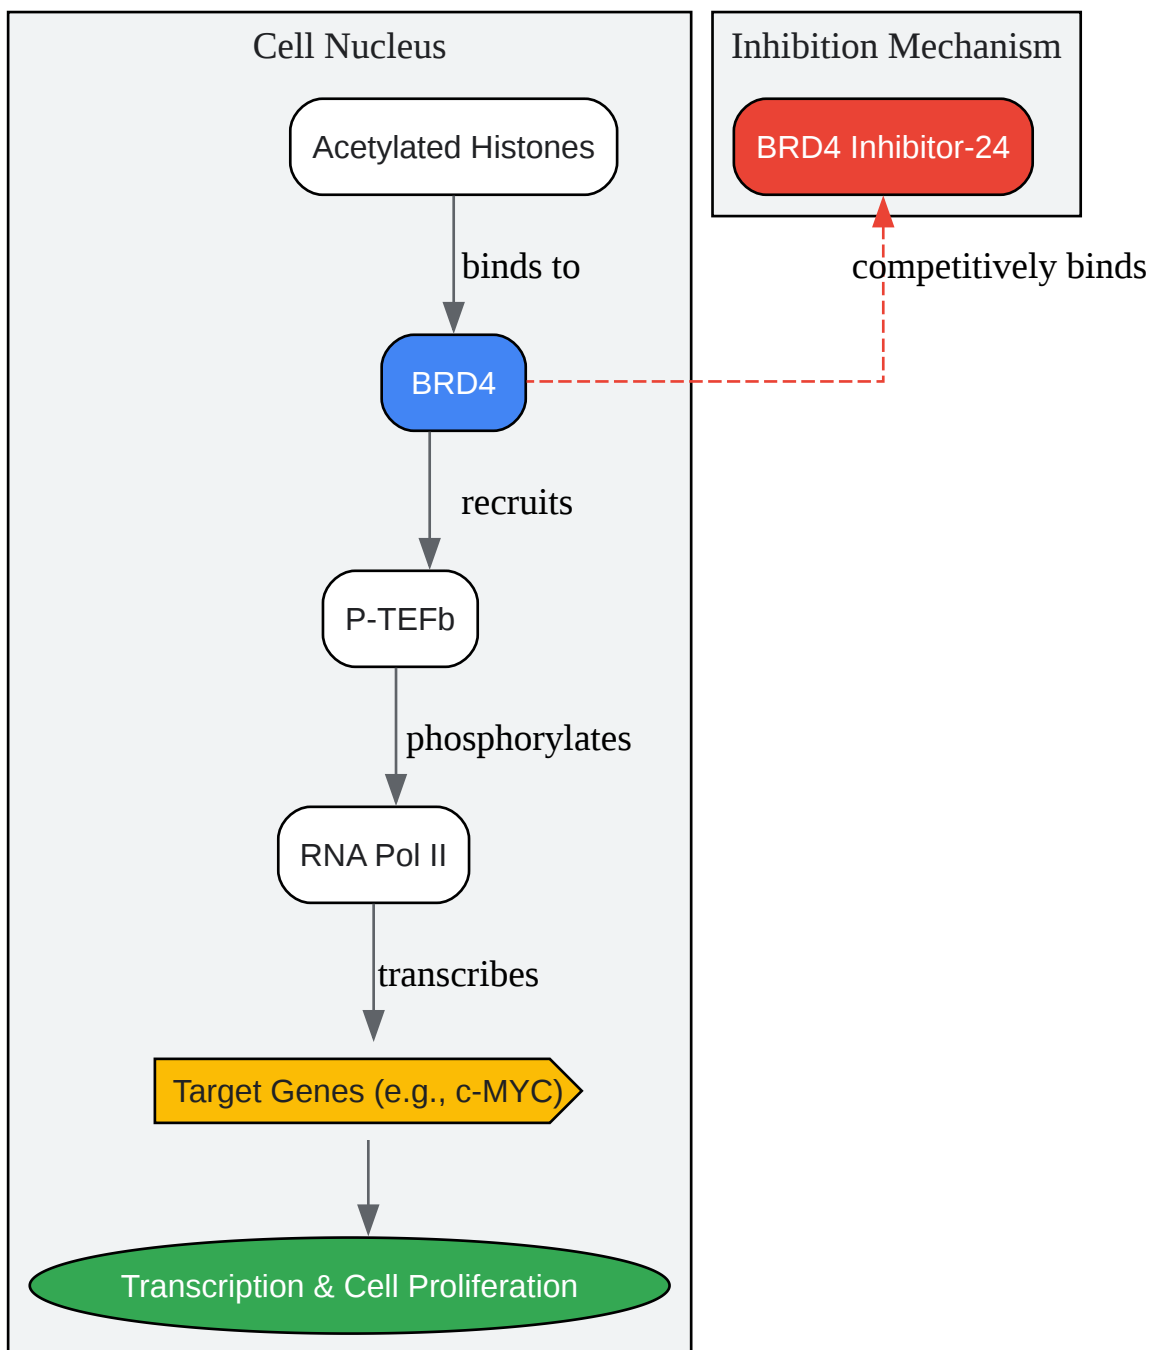 Cell Nucleus
Inhibition Mechanism
Acetylated Histones
BRD4 Inhibitor-24
binds to
competitively binds
BRD4
recruits
P-TEFb
phosphorylates
RNA Pol II
transcribes
Target Genes (e.g., c-MYC)
Transcription & Cell Proliferation